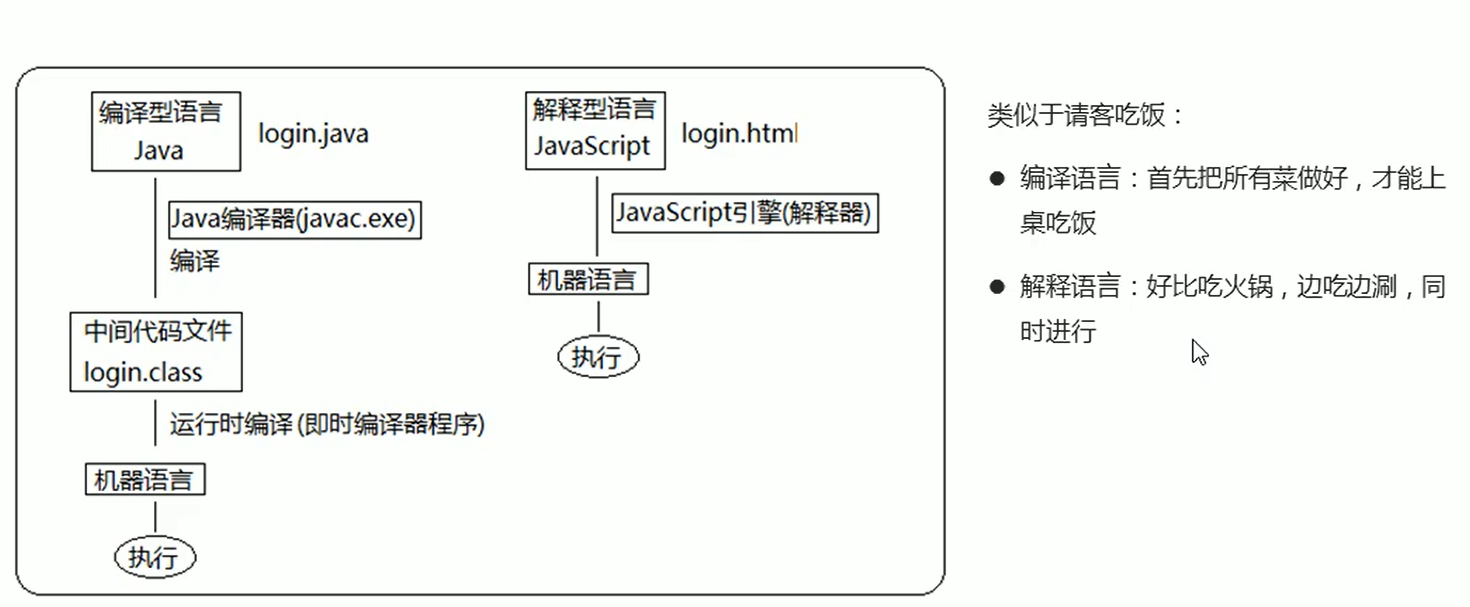 编译型语言
Java
login.java
Java编译器(javac.exe)
编译
中间代码文件
login.class
运行时编译(即时编译器程序)
机器语言
执行
解释型语言
JavaScript
login.html
JavaScript引擎(解释器)
机器语言
执行
类似于请客吃饭：
● 编译语言：首先把所有菜做好，才能上
桌吃饭
● 解释语言：好比吃火锅，边吃边涮，同
时进行